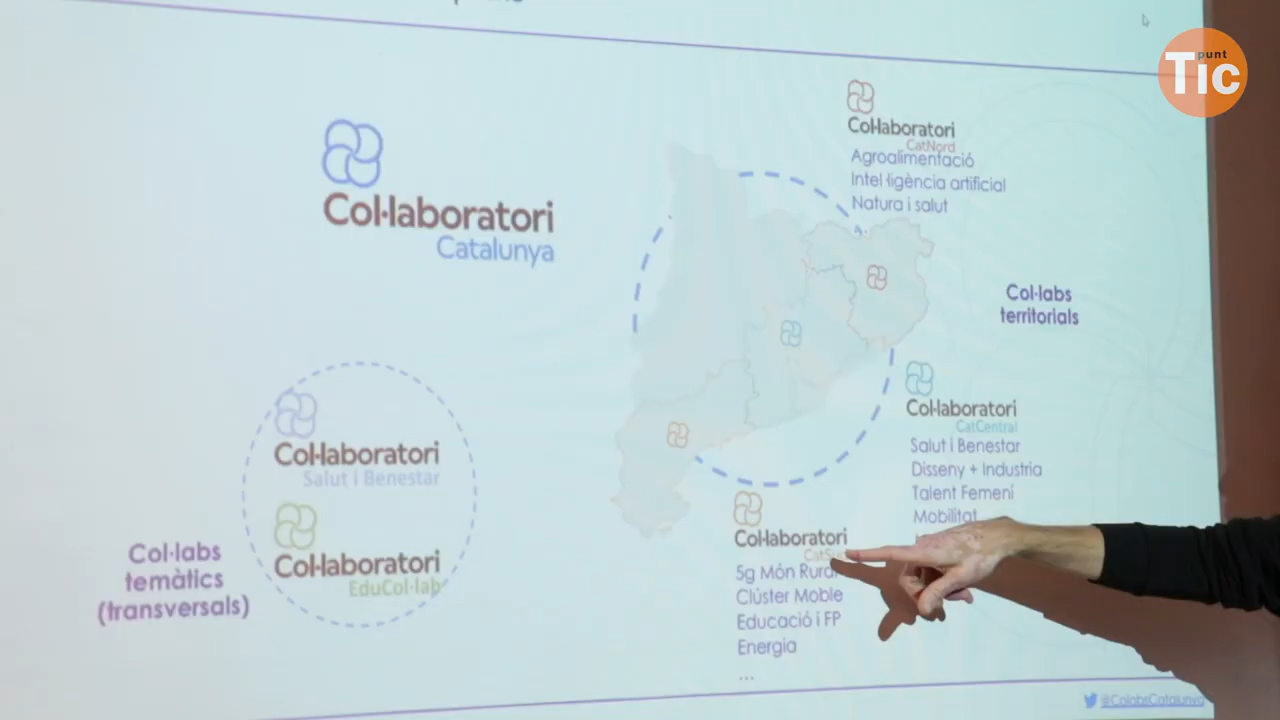 punt
Tic
Col·laboratori
Catalunya
Col·laboratori
CatNord
Agroalimentació
Intel·ligència artificial
Natura i salut
Col·labs
territorials
Col·laboratori
CatCentral
Salut i Benestar
Disseny + Industria
Talent Femení
Mobilitat
Col·laboratori
Salut i Benestar
Col·laboratori
EduCol·lab
Col·labs
temàtics
(transversals)
Col·laboratori
5g Món Rural
Clúster Moble
Educació i FP
Energia
...
@ColabsCatalunya